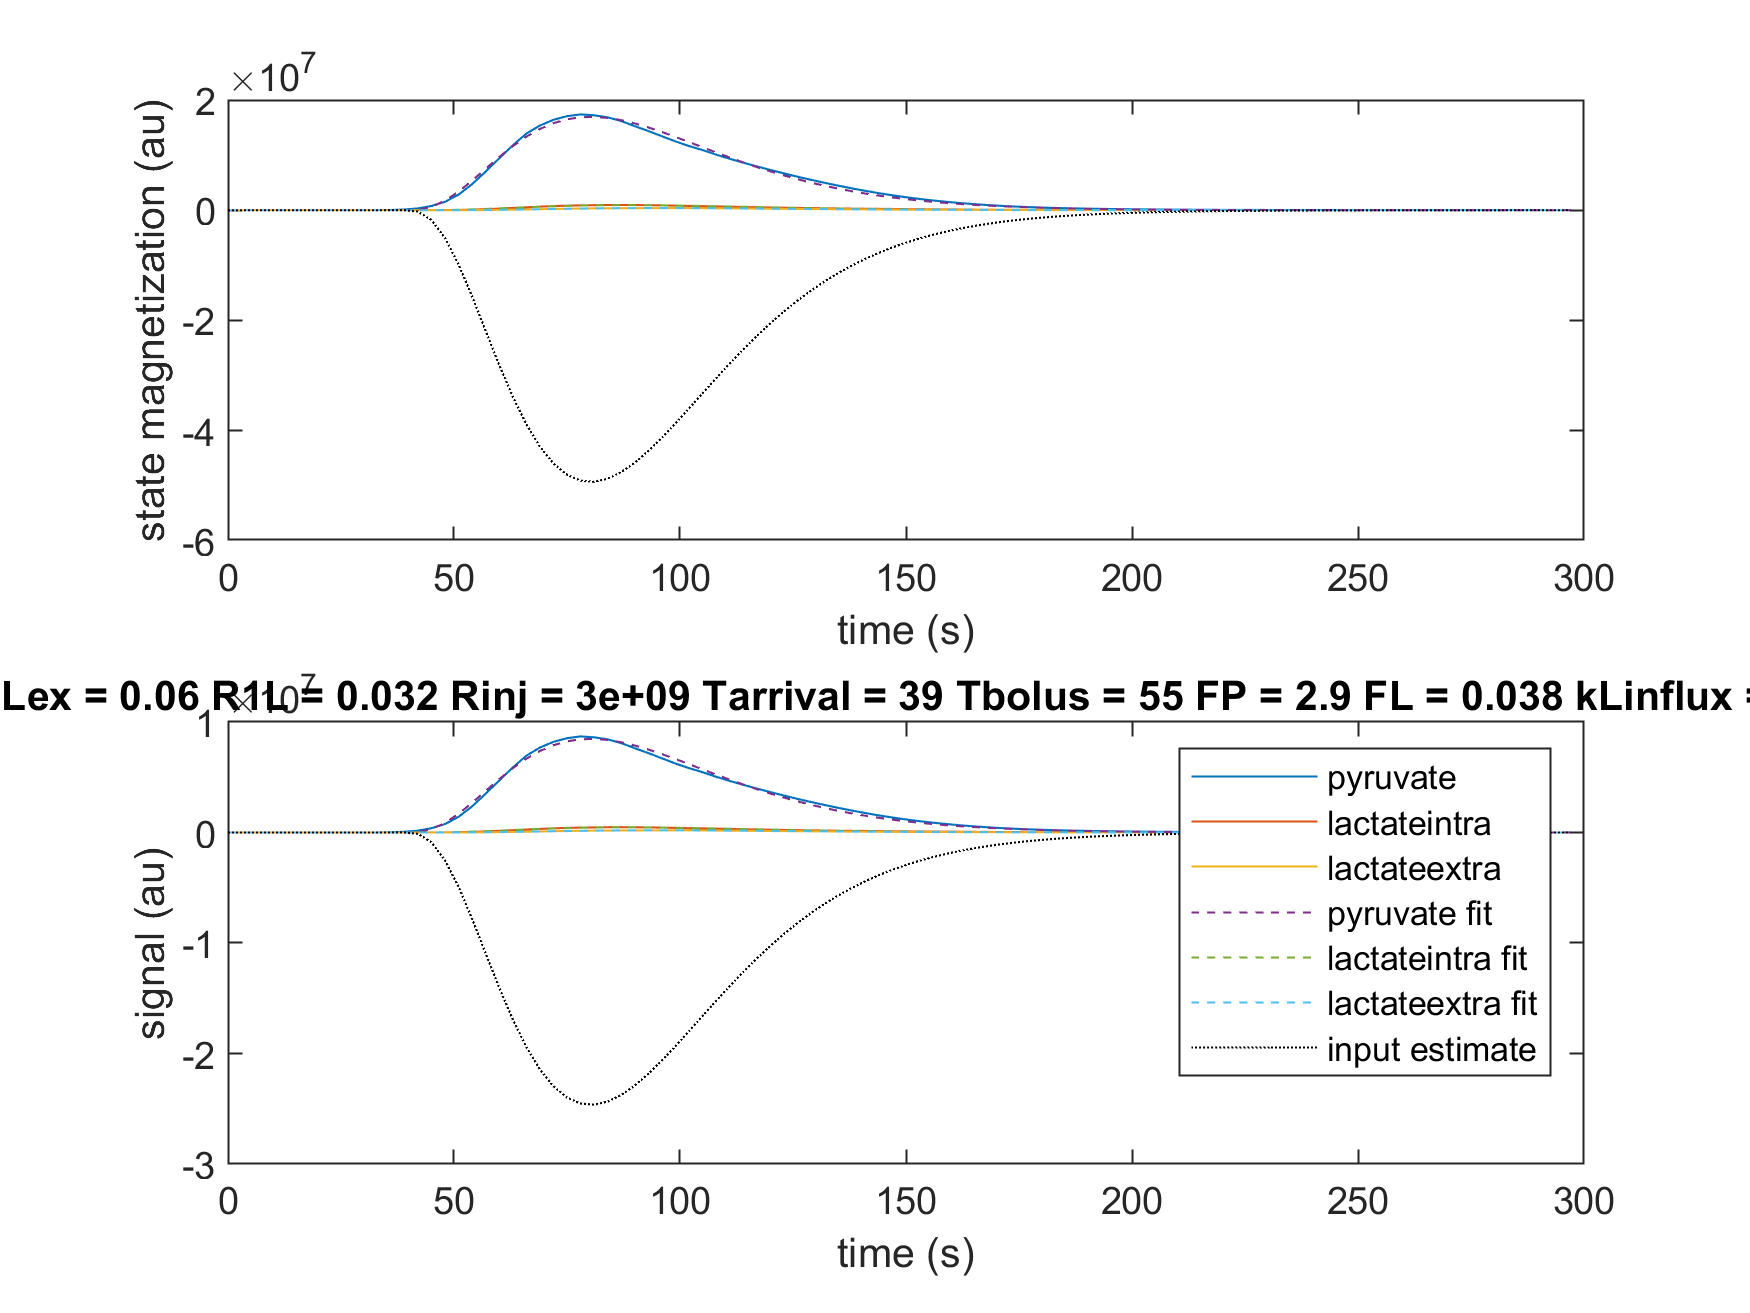 ×10^7
2
0
-2
-4
-6
state magnetization (au)
0 50 100 150 200 250 300
time (s)
Lex = 0.06 R1L = 0.032 Rinj = 3e+09 Tarrival = 39 Tbolus = 55 FP = 2.9 FL = 0.038 kLinflux =
×10^7
1
0
-1
-2
-3
signal (au)
pyruvate
lactateintra
lactateextra
pyruvate fit
lactateintra fit
lactateextra fit
input estimate
0 50 100 150 200 250 300
time (s)